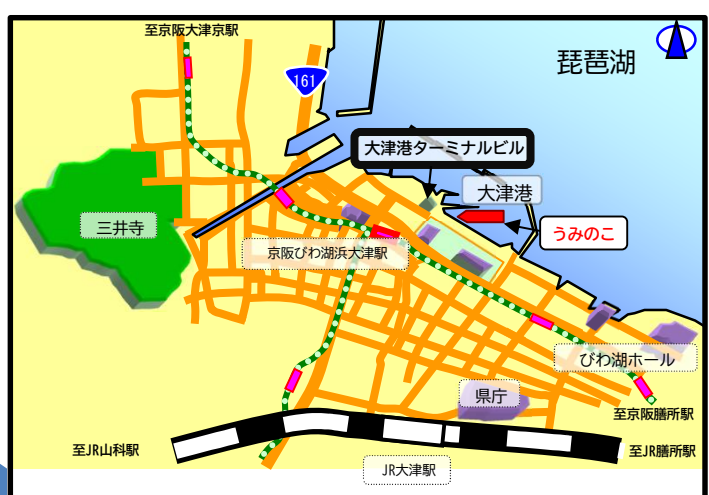 至京阪大津京駅
琵琶湖
161
大津港ターミナルビル
大津港
三井寺
うみのこ
京阪びわ湖浜大津駅
びわ湖ホール
県庁
至京阪膳所駅
至JR山科駅
至JR膳所駅
JR大津駅